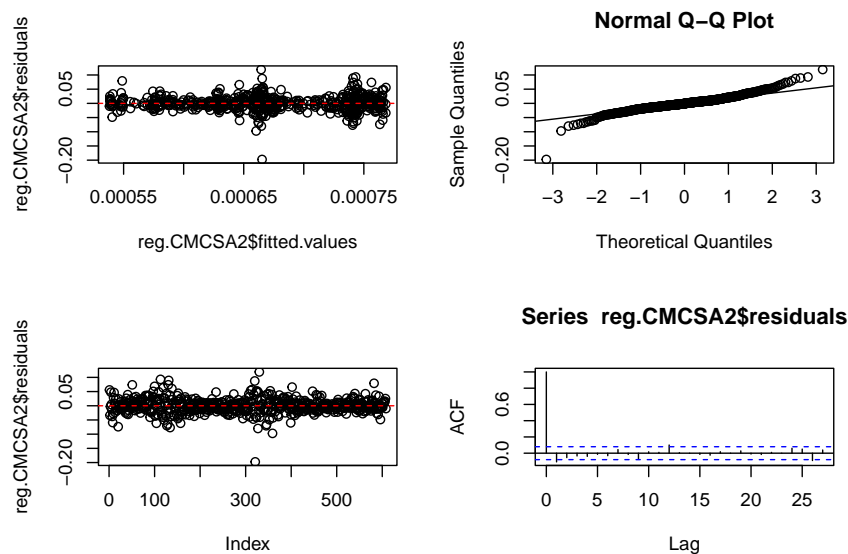 reg.CMCSA2$residuals
0.05
−0.20
0.00055
0.00065
0.00075
reg.CMCSA2$fitted.values
Normal Q−Q Plot
Sample Quantiles
0.05
−0.20
−3 −2 −1 0 1 2 3
Theoretical Quantiles
reg.CMCSA2$residuals
0.05
−0.20
0 100 300 500
Index
Series reg.CMCSA2$residuals
ACF
0.6
0.0
0 5 10 15 20 25
Lag